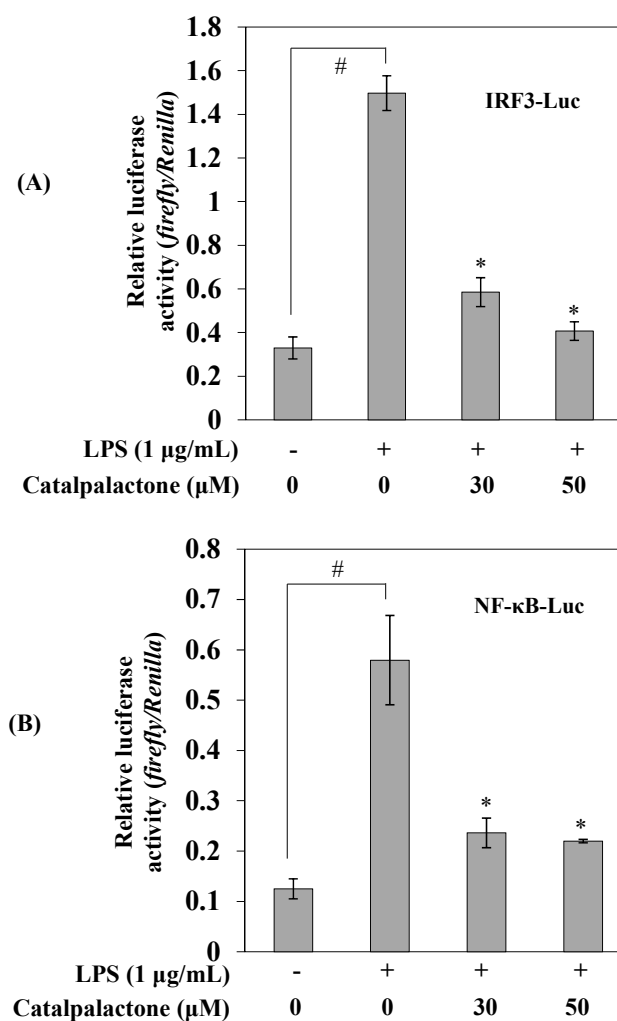 (A)
Relative luciferase
activity (firefly/Renilla)
1.8
1.6
1.4
1.2
1
0.8
0.6
0.4
0.2
0
#
IRF3-Luc
*
*
LPS (1 µg/mL) - + + +
Catalpalactone (µM) 0 0 30 50
(B)
Relative luciferase
activity (firefly/Renilla)
0.8
0.7
0.6
0.5
0.4
0.3
0.2
0.1
0
#
NF-κB-Luc
*
*
LPS (1 µg/mL) - + + +
Catalpalactone (µM) 0 0 30 50